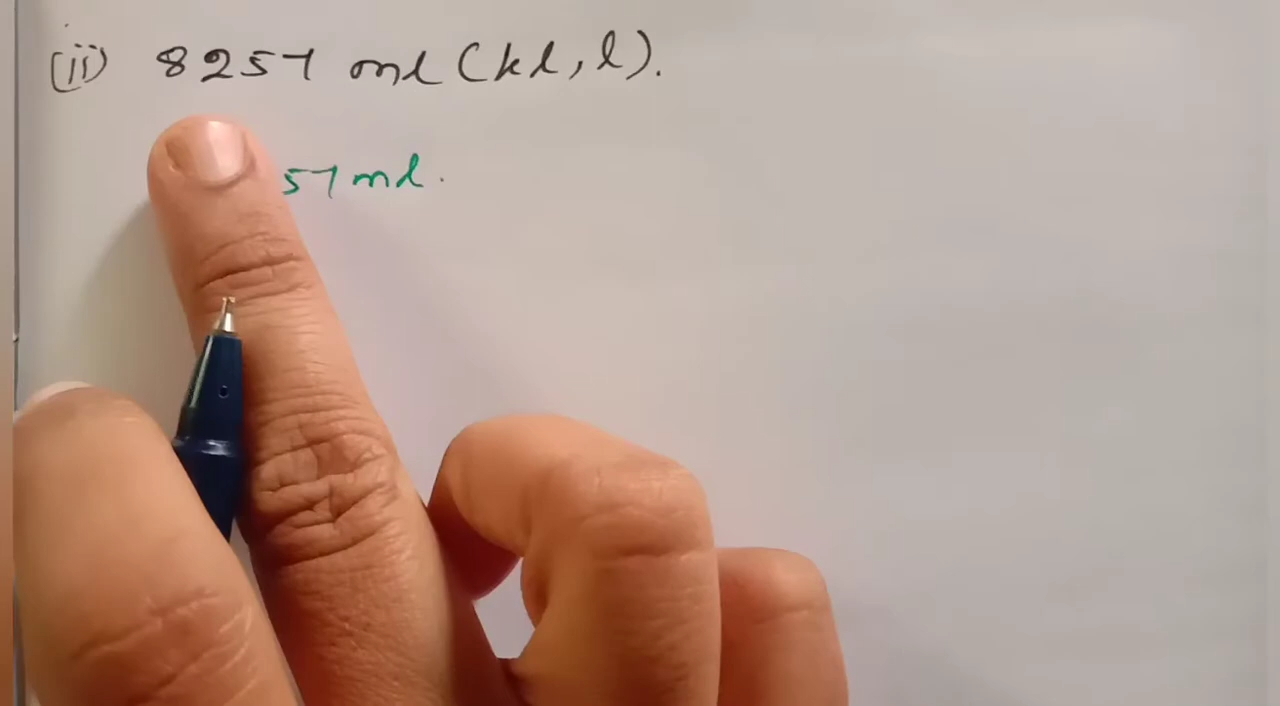 (ii) 8257 ml (kl, l).
57 ml.